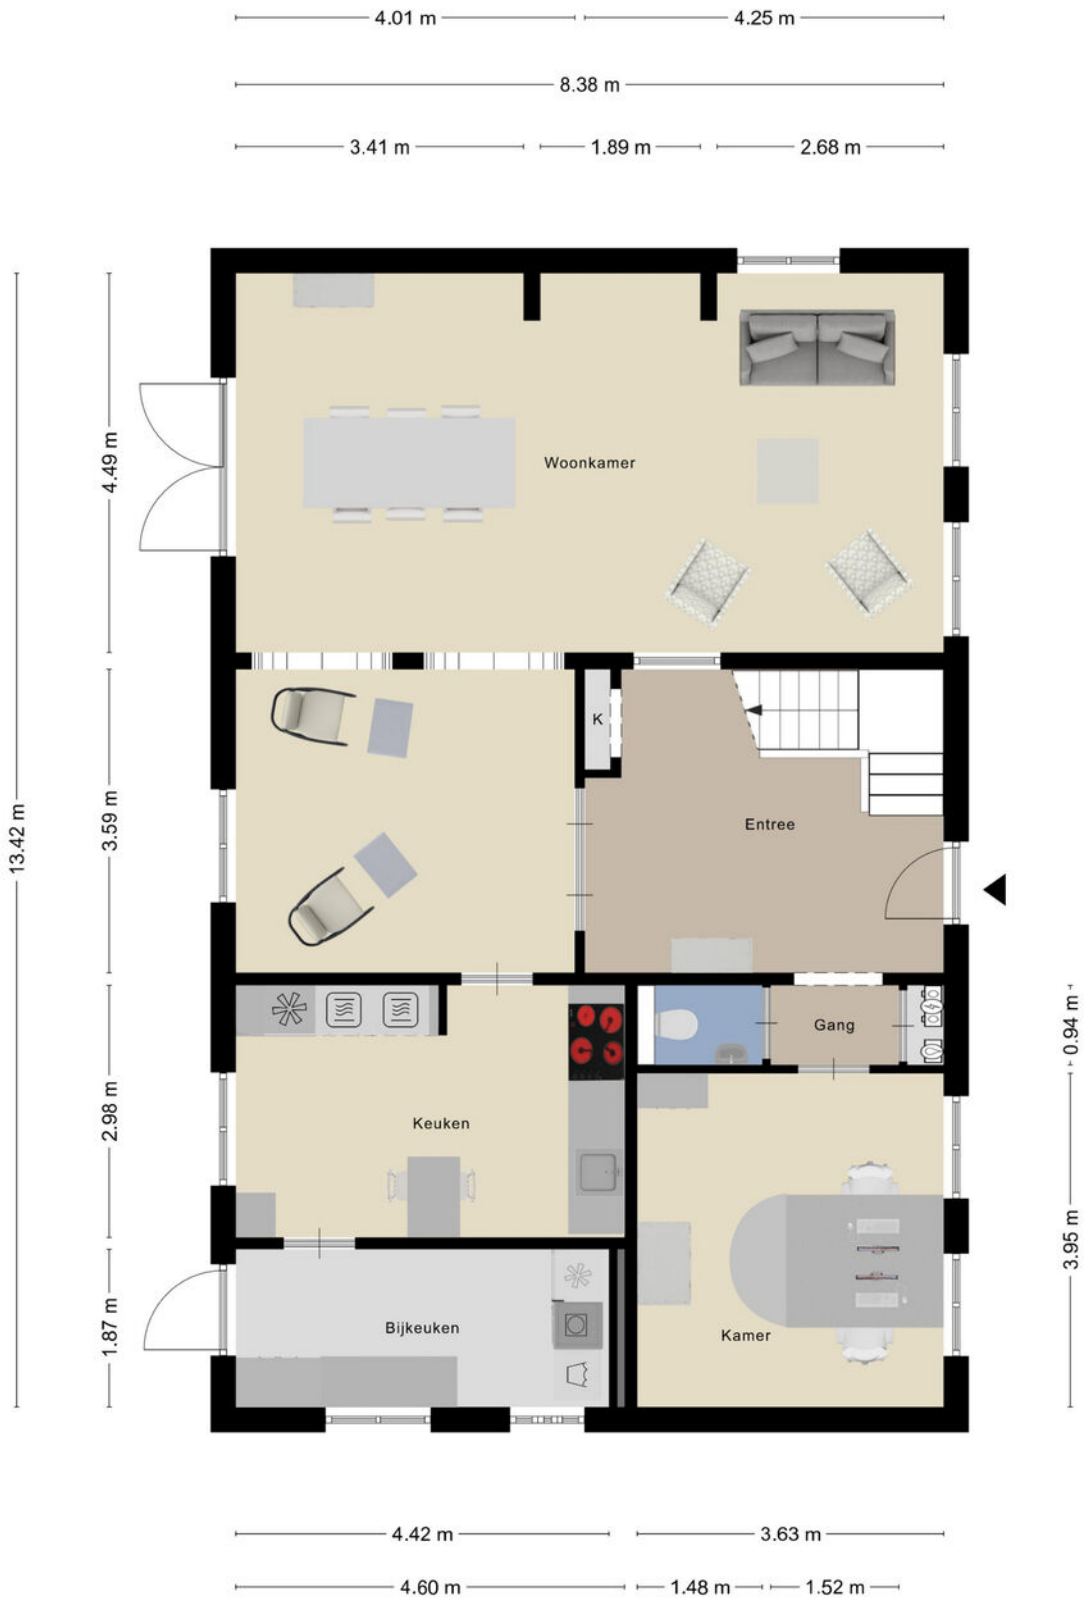 4.01 m
4.25 m
8.38 m
3.41 m
1.89 m
2.68 m
4.49 m
Woonkamer
K
13.42 m
3.59 m
Entree
Gang
0.94 m
2.98 m
Keuken
3.95 m
1.87 m
Bijkeuken
Kamer
4.42 m
3.63 m
4.60 m
1.48 m
1.52 m